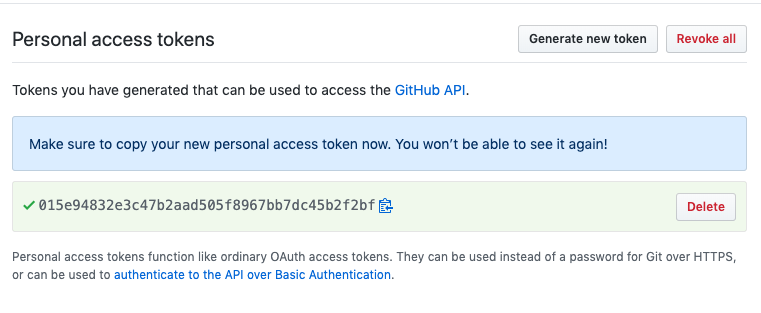 Personal access tokens
Generate new token
Revoke all
Tokens you have generated that can be used to access the GitHub API.
Make sure to copy your new personal access token now. You won’t be able to see it again!
015e94832e3c47b2aad505f8967bb7dc45b2f2bf
Delete
Personal access tokens function like ordinary OAuth access tokens. They can be used instead of a password for Git over HTTPS,
or can be used to authenticate to the API over Basic Authentication.